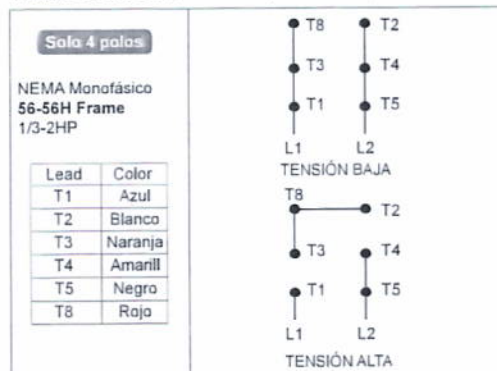 Solo 4 polos
NEMA Monofásico
56-56H Frame
1/3-2HP
Lead Color
T1 Azul
T2 Blanco
T3 Naranja
T4 Amarill
T5 Negro
T8 Rojo
T8 T2
T3 T4
T1 T5
L1 L2
TENSIÓN BAJA
T8
T2
T3 T4
T1 T5
L1 L2
TENSIÓN ALTA